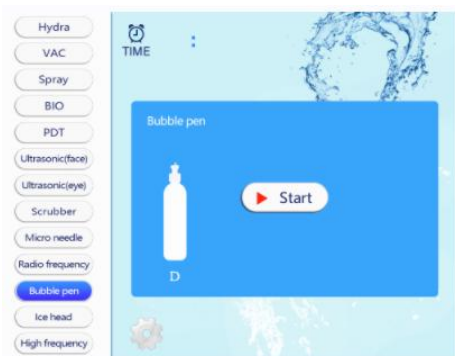 Hydra
VAC
Spray
BIO
PDT
Ultrasonic(face)
Ultrasonic(eye)
Scrubber
Micro needle
Radio frequency
Bubble pen
Ice head
High frequency
TIME :
Bubble pen
Start
D